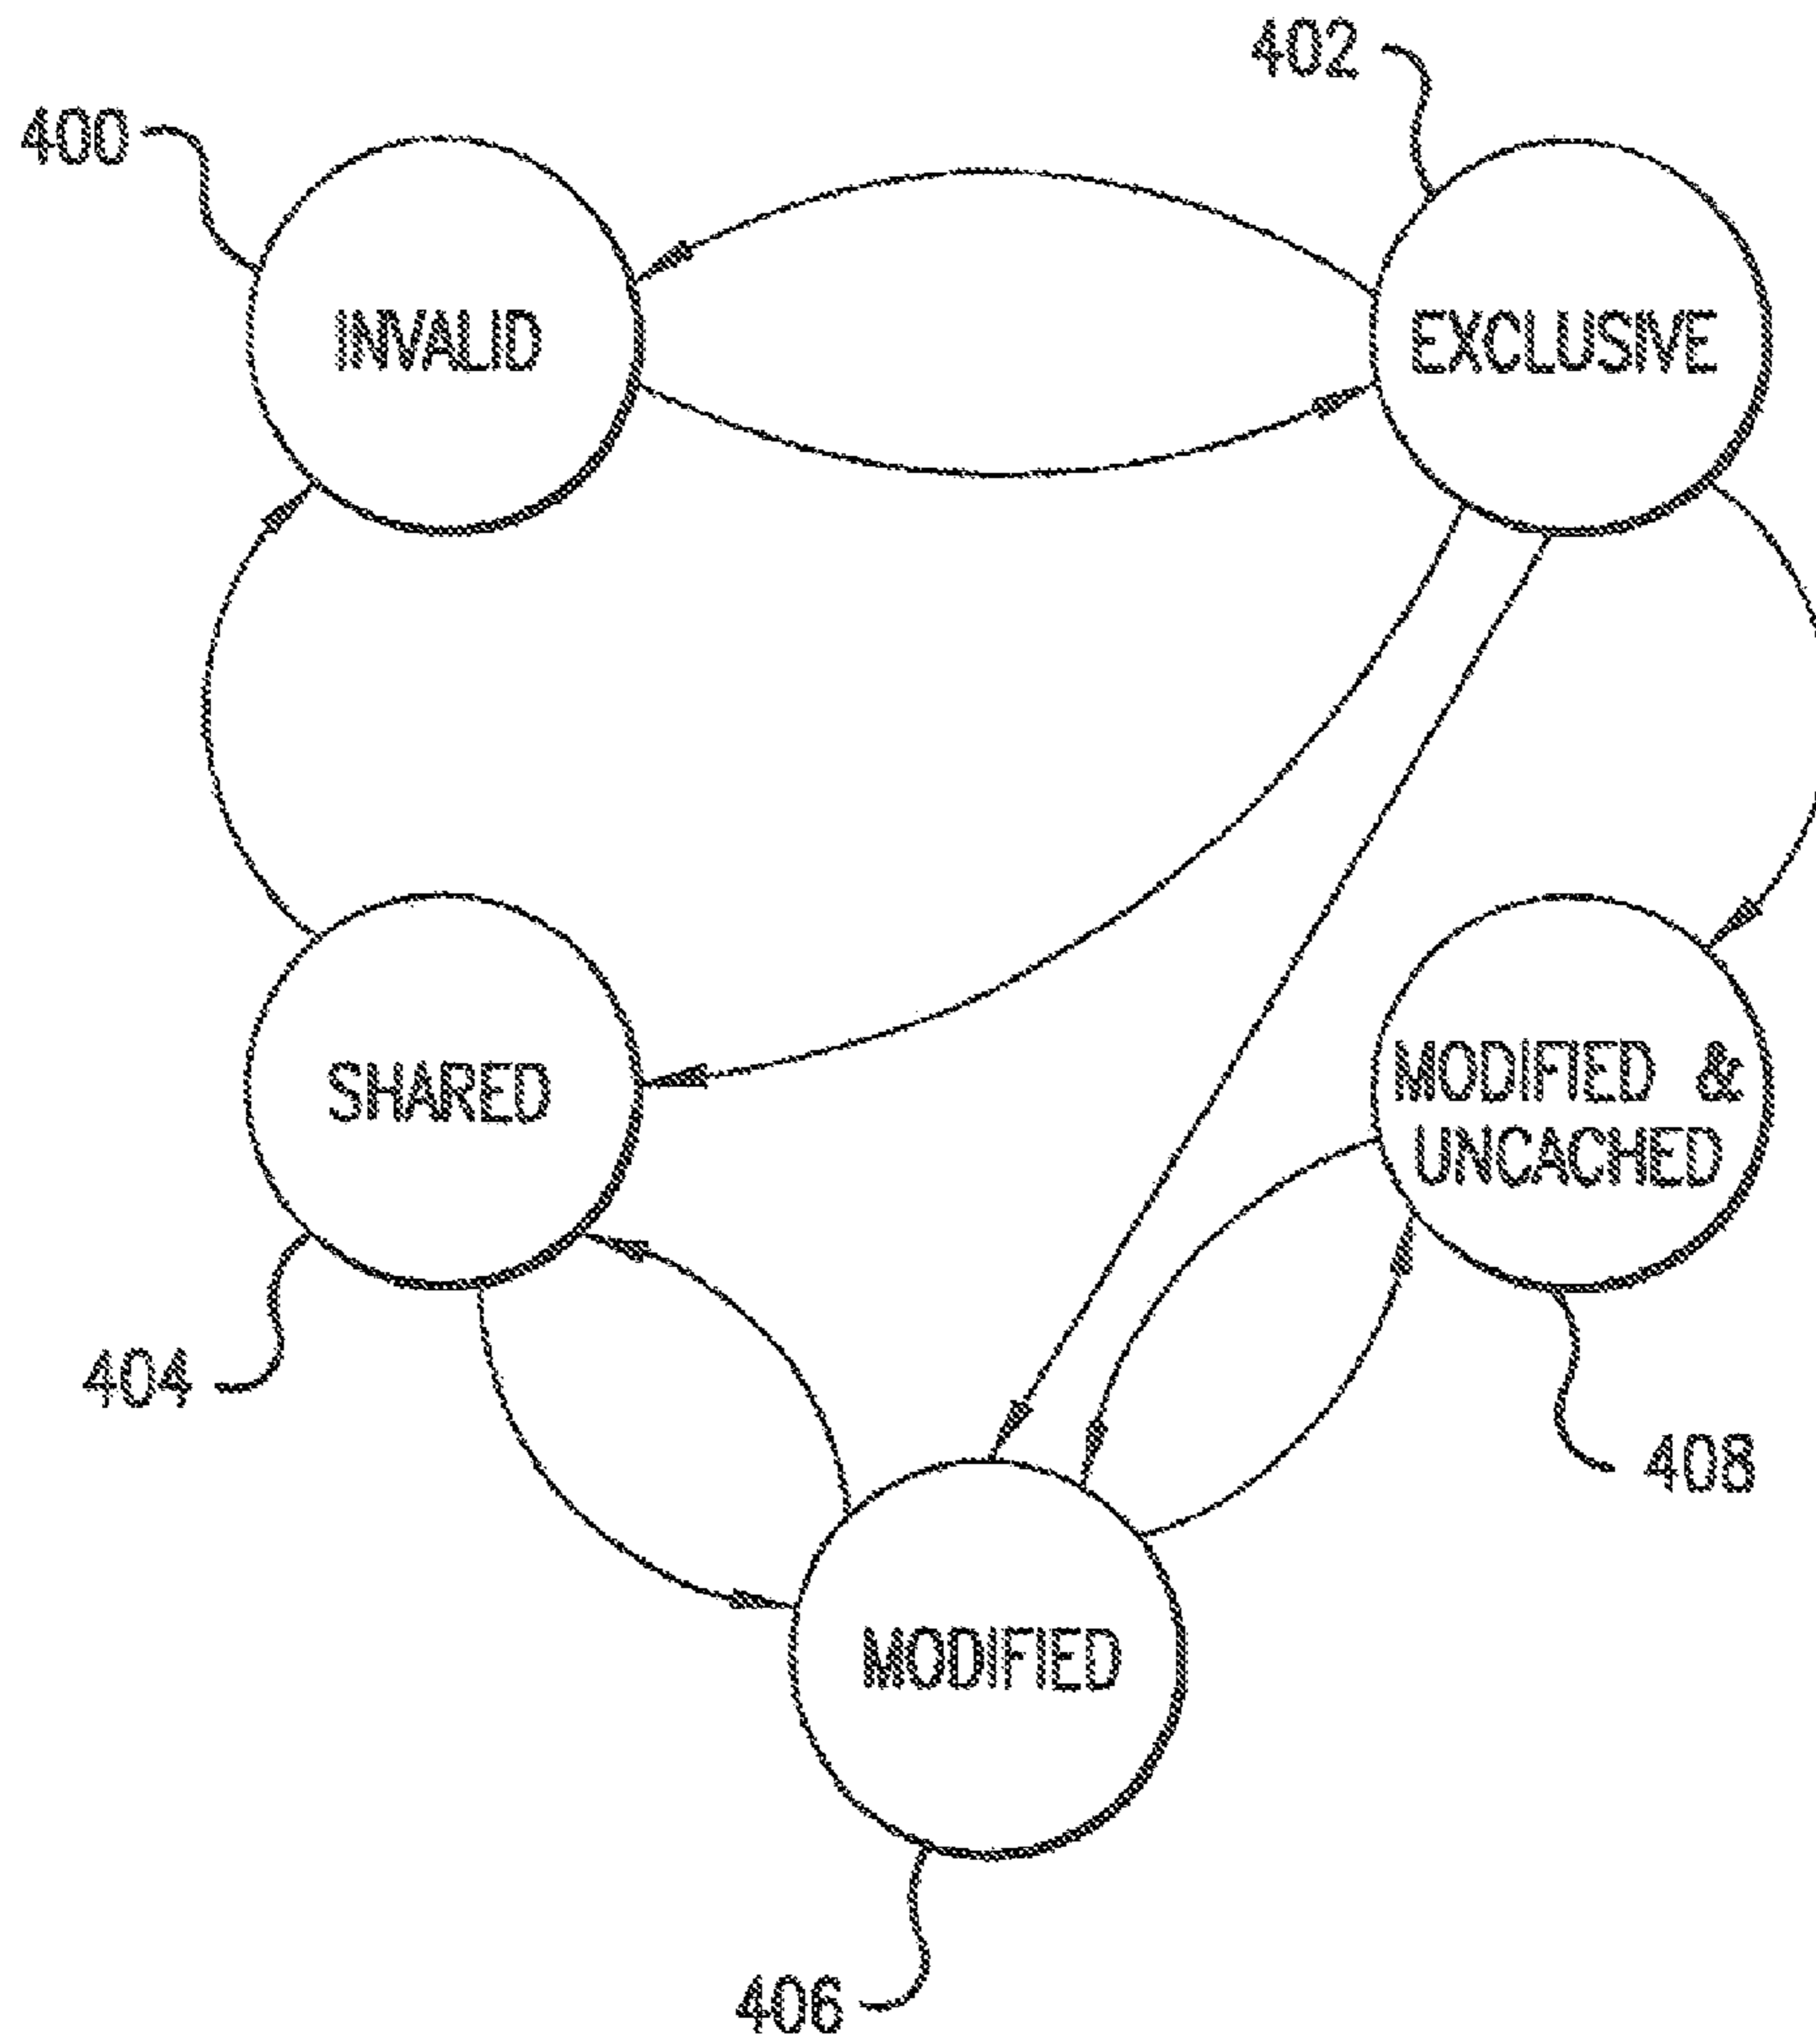 402
400
INVALID
EXCLUSIVE
SHARED
MODIFIED &
UNCACHED
404
408
MODIFIED
406